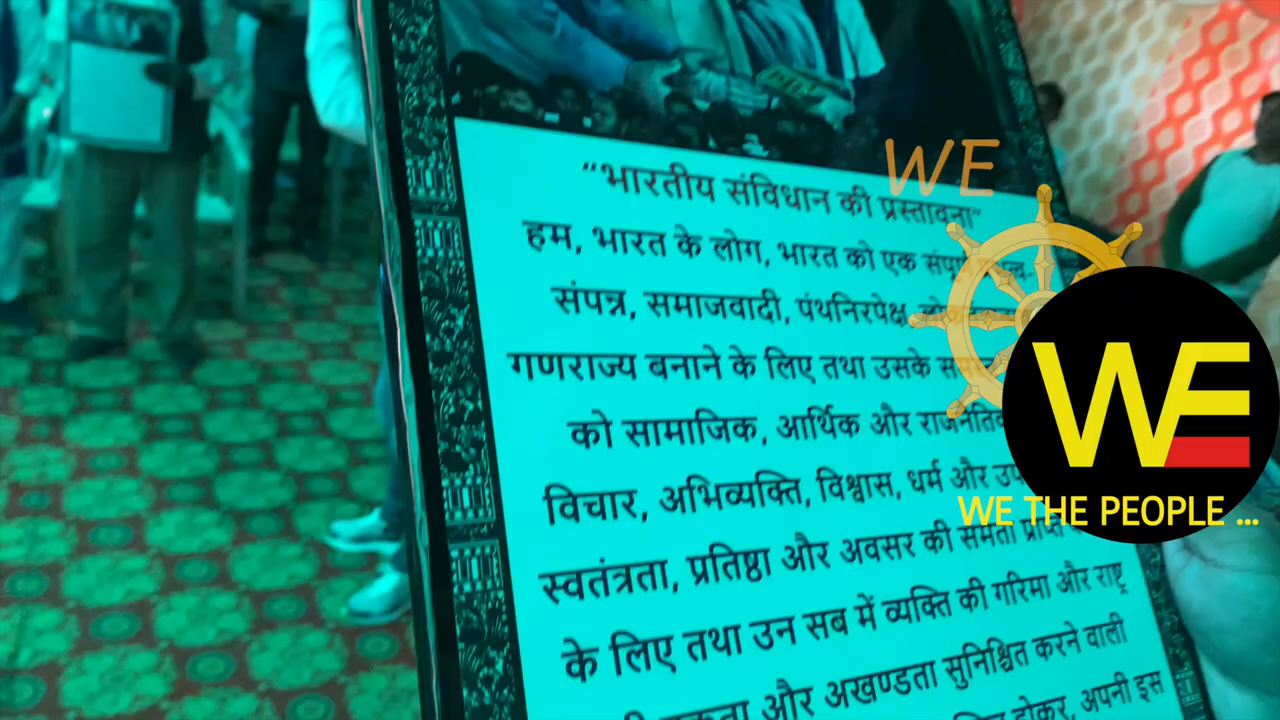 “भारतीय संविधान की प्रस्तावना”
हम, भारत के लोग, भारत को एक
संपन्न, समाजवादी, पंथनिरपेक्ष
गणराज्य बनाने के लिए तथा उसके
को सामाजिक, आर्थिक और
विचार, अभिव्यक्ति, विश्वास, धर्म और
स्वतंत्रता, प्रतिष्ठा और अवसर की समता
के लिए तथा उन सब में व्यक्ति की गरिमा और राष्ट्र
और अखण्डता सुनिश्चित करने वाली
होकर, अपनी इस
WE
WE
WE THE PEOPLE ...